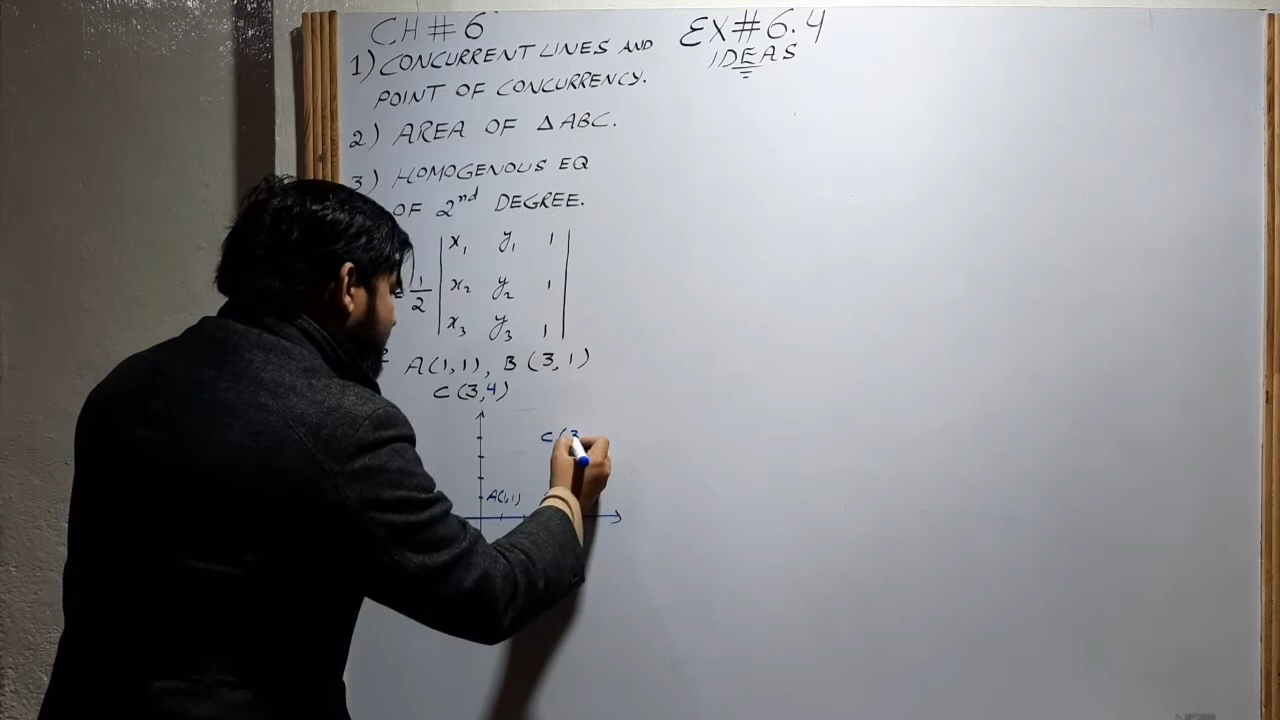 CH # 6
EX # 6.4
IDEAS
1) CONCURRENT LINES AND
POINT OF CONCURRENCY.
2) AREA OF Δ ABC.
3) HOMOGENOUS EQ
OF 2nd DEGREE.
1/2 | x₁ y₁ 1 |
| x₂ y₂ 1 |
| x₃ y₃ 1 |
A(1,1), B(3,1)
C(3,4)
C(3
A(1,1)